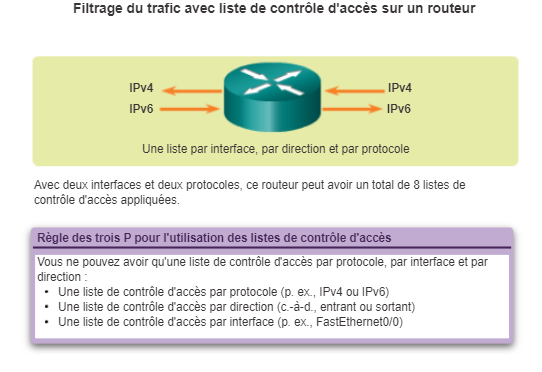 Filtrage du trafic avec liste de contrôle d'accès sur un routeur
IPv4 IPv4
IPv6 IPv6
Une liste par interface, par direction et par protocole
Avec deux interfaces et deux protocoles, ce routeur peut avoir un total de 8 listes de
contrôle d'accès appliquées.
Règle des trois P pour l'utilisation des listes de contrôle d'accès
Vous ne pouvez avoir qu'une liste de contrôle d'accès par protocole, par interface et par
direction :
• Une liste de contrôle d'accès par protocole (p. ex., IPv4 ou IPv6)
• Une liste de contrôle d'accès par direction (c.-à-d., entrant ou sortant)
• Une liste de contrôle d'accès par interface (p. ex., FastEthernet0/0)